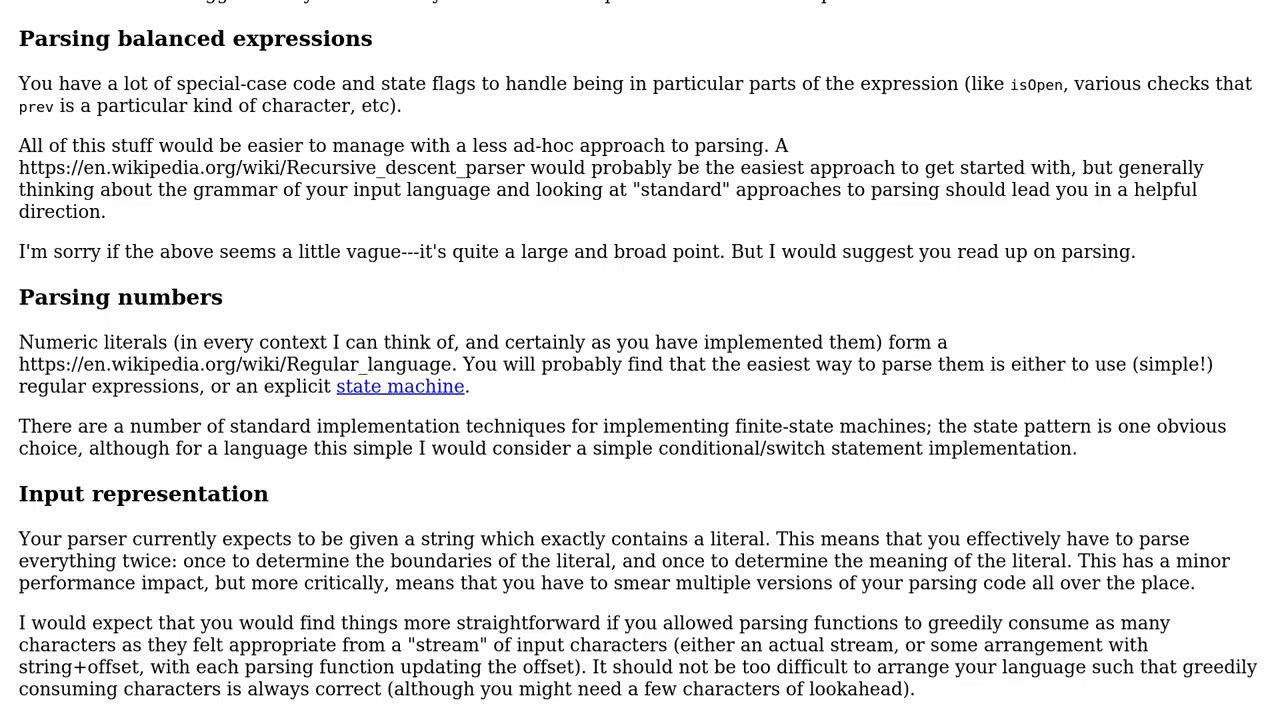 Parsing balanced expressions
You have a lot of special-case code and state flags to handle being in particular parts of the expression (like isOpen, various checks that
prev is a particular kind of character, etc).
All of this stuff would be easier to manage with a less ad-hoc approach to parsing. A
https://en.wikipedia.org/wiki/Recursive_descent_parser would probably be the easiest approach to get started with, but generally
thinking about the grammar of your input language and looking at "standard" approaches to parsing should lead you in a helpful
direction.
I'm sorry if the above seems a little vague---it's quite a large and broad point. But I would suggest you read up on parsing.
Parsing numbers
Numeric literals (in every context I can think of, and certainly as you have implemented them) form a
https://en.wikipedia.org/wiki/Regular_language. You will probably find that the easiest way to parse them is either to use (simple!)
regular expressions, or an explicit state machine.
There are a number of standard implementation techniques for implementing finite-state machines; the state pattern is one obvious
choice, although for a language this simple I would consider a simple conditional/switch statement implementation.
Input representation
Your parser currently expects to be given a string which exactly contains a literal. This means that you effectively have to parse
everything twice: once to determine the boundaries of the literal, and once to determine the meaning of the literal. This has a minor
performance impact, but more critically, means that you have to smear multiple versions of your parsing code all over the place.
I would expect that you would find things more straightforward if you allowed parsing functions to greedily consume as many
characters as they felt appropriate from a "stream" of input characters (either an actual stream, or some arrangement with
string+offset, with each parsing function updating the offset). It should not be too difficult to arrange your language such that greedily
consuming characters is always correct (although you might need a few characters of lookahead).